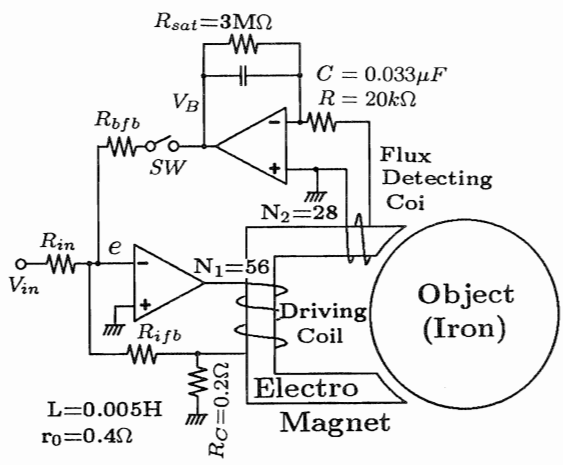 R_sat=3MΩ
C = 0.033μF
R = 20kΩ
V_B
R_bfb
SW
−
+
Flux
Detecting
Coi
N_2=28
R_in
e
V_in
−
+
N_1=56
Driving
Coil
Object
(Iron)
R_ifb
R_C=0.2Ω
Electro
Magnet
L=0.005H
r_0=0.4Ω